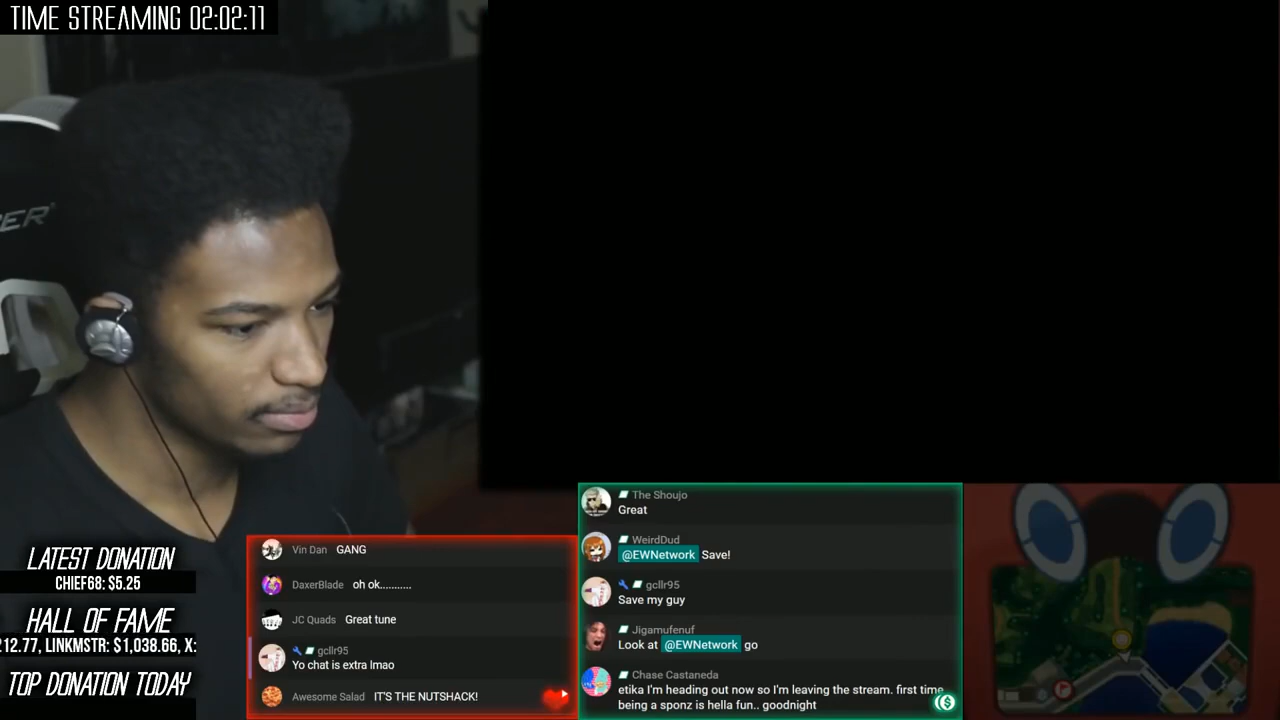 TIME STREAMING 02:02:11
LATEST DONATION
CHIEF68: $5.25
HALL OF FAME
212.77, LINKMSTR: $1,038.66, X:
TOP DONATION TODAY
Vin Dan GANG
DaxerBlade oh ok..........
JC Quads Great tune
gcllr95
Yo chat is extra lmao
Awesome Salad IT'S THE NUTSHACK!
The Shoujo
Great
WeirdDud
@EWNetwork Save!
gcllr95
Save my guy
Jigamufenuf
Look at @EWNetwork go
Chase Castaneda
etika I'm heading out now so I'm leaving the stream. first time
being a sponz is hella fun.. goodnight